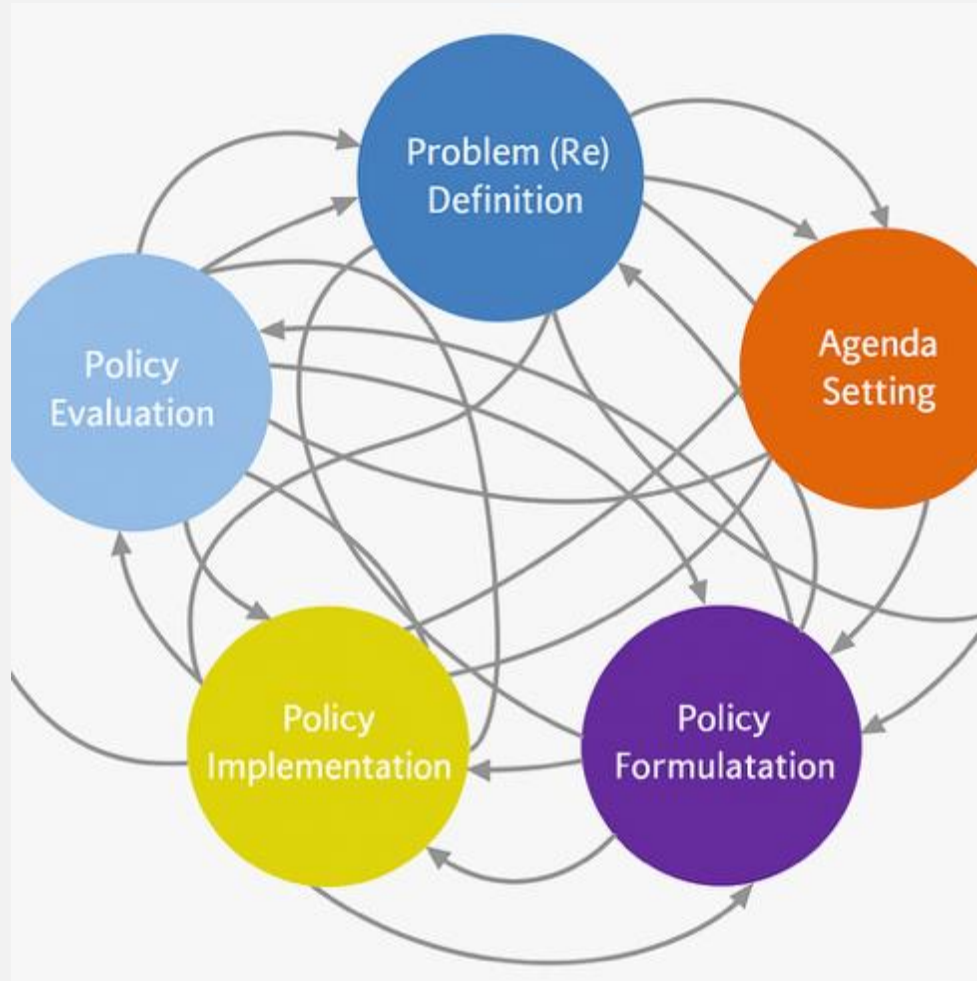 Problem (Re)
Definition
Agenda
Setting
Policy
Evaluation
Policy
Implementation
Policy
Formulatation